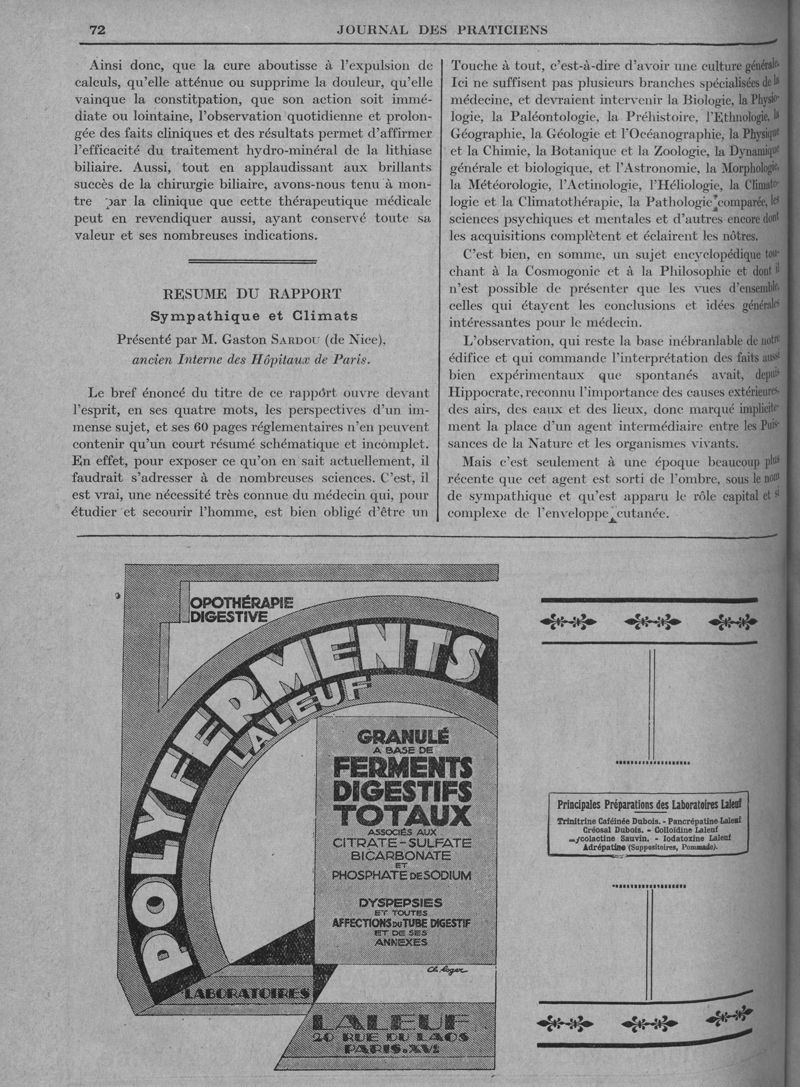 72
JOURNAL DES PRATICIENS
Ainsi donc, que la cure aboutisse à l'expulsion de
calculs, qu'elle atténue ou supprime la douleur, qu'elle
vainque la constitpation, que son action soit immé-
diate ou lointaine, l'observation quotidienne et prolon-
gée des faits cliniques et des résultats permet d'affirmer
l'efficacité du traitement hydro-minéral de la lithiase
biliaire. Aussi, tout en applaudissant aux brillants
succès de la chirurgie biliaire, avons-nous tenu à mon-
tre par la clinique que cette thérapeutique médicale
peut en revendiquer aussi, ayant conservé toute sa
valeur et ses nombreuses indications.
RESUME DU RAPPORT
Sympathique et Climats
Présenté par M. Gaston SARDOU (de Nice),
ancien Interne des Hôpitaux de Paris.
Le bref énoncé du titre de ce rappórt ouvre devant
l'esprit, en ses quatre mots, les perspectives d'un im-
mense sujet, et ses 60 pages réglementaires n'en peuvent
contenir qu'un court résumé schématique et incomplet.
En effet, pour exposer ce qu'on en sait actuellement, il
faudrait s'adresser à de nombreuses sciences. C'est, il
est vrai, une nécessité très connue du médecin qui, pour
étudier et secourir l'homme, est bien obligé d'être un
Touche à tout, c'est-à-dire d'avoir une culture générale.
Ici ne suffisent pas plusieurs branches spécialisées de la
médecine, et devraient intervenir la Biologie, la Physio-
logie, la Paléontologie, la Préhistoire, l'Ethnologie, la
Géographie, la Géologie et l'Océanographie, la Physique
et la Chimie, la Botanique et la Zoologie, la Dynamique
générale et biologique, et l'Astronomie, la Morphologie,
la Météorologie, l'Actinologie, l'Héliologie, la Climato-
logie et la Climatothérapie, la Pathologie comparée, les
sciences psychiques et mentales et d'autres encore dont
les acquisitions complètent et éclairent les nôtres.
C'est bien, en somme, un sujet encyclopédique tou-
chant à la Cosmogonie et à la Philosophie et dont il
n'est possible de présenter que les vues d'ensemble,
celles qui étayent les conclusions et idées générales
intéressantes pour le médecin.
L'observation, qui reste la base inébranlable de notre
édifice et qui commande l'interprétation des faits aussi
bien expérimentaux que spontanés avait, depuis
Hippocrate, reconnu l'importance des causes extérieures,
des airs, des eaux et des lieux, donc marqué implicite-
ment la place d'un agent intermédiaire entre les Puis-
sances de la Nature et les organismes vivants.
Mais c'est seulement à une époque beaucoup plus
récente que cet agent est sorti de l'ombre, sous le nom
de sympathique et qu'est apparu le rôle capital et si
complexe de l'enveloppe cutanée.
OPOTHÉRAPIE
DIGESTIVE
POLYFERMENTS
LALEUF
GRANULÉ
A BASE DE
FERMENTS
DIGESTIFS
TOTAUX
ASSOCIÉS AUX
CITRATE-SULFATE
BICARBONATE
ET
PHOSPHATE DE SODIUM
DYSPEPSIES
ET TOUTES
AFFECTIONS DU TUBE DIGESTIF
ET DE SES
ANNEXES
Ch. Roger
LABORATOIRES
LALEUF
20 RUE DU LAOS
PARIS.XVe
Principales Préparations des Laboratoires Laleuf
Trinitrine Caféinée Dubois. - Pancrépatine Laleuf
Créosal Dubois. - Colloïdine Laleuf
Sauvin. - Iodatoxine Laleuf
Adrépatine (Suppositoires, Pommade).